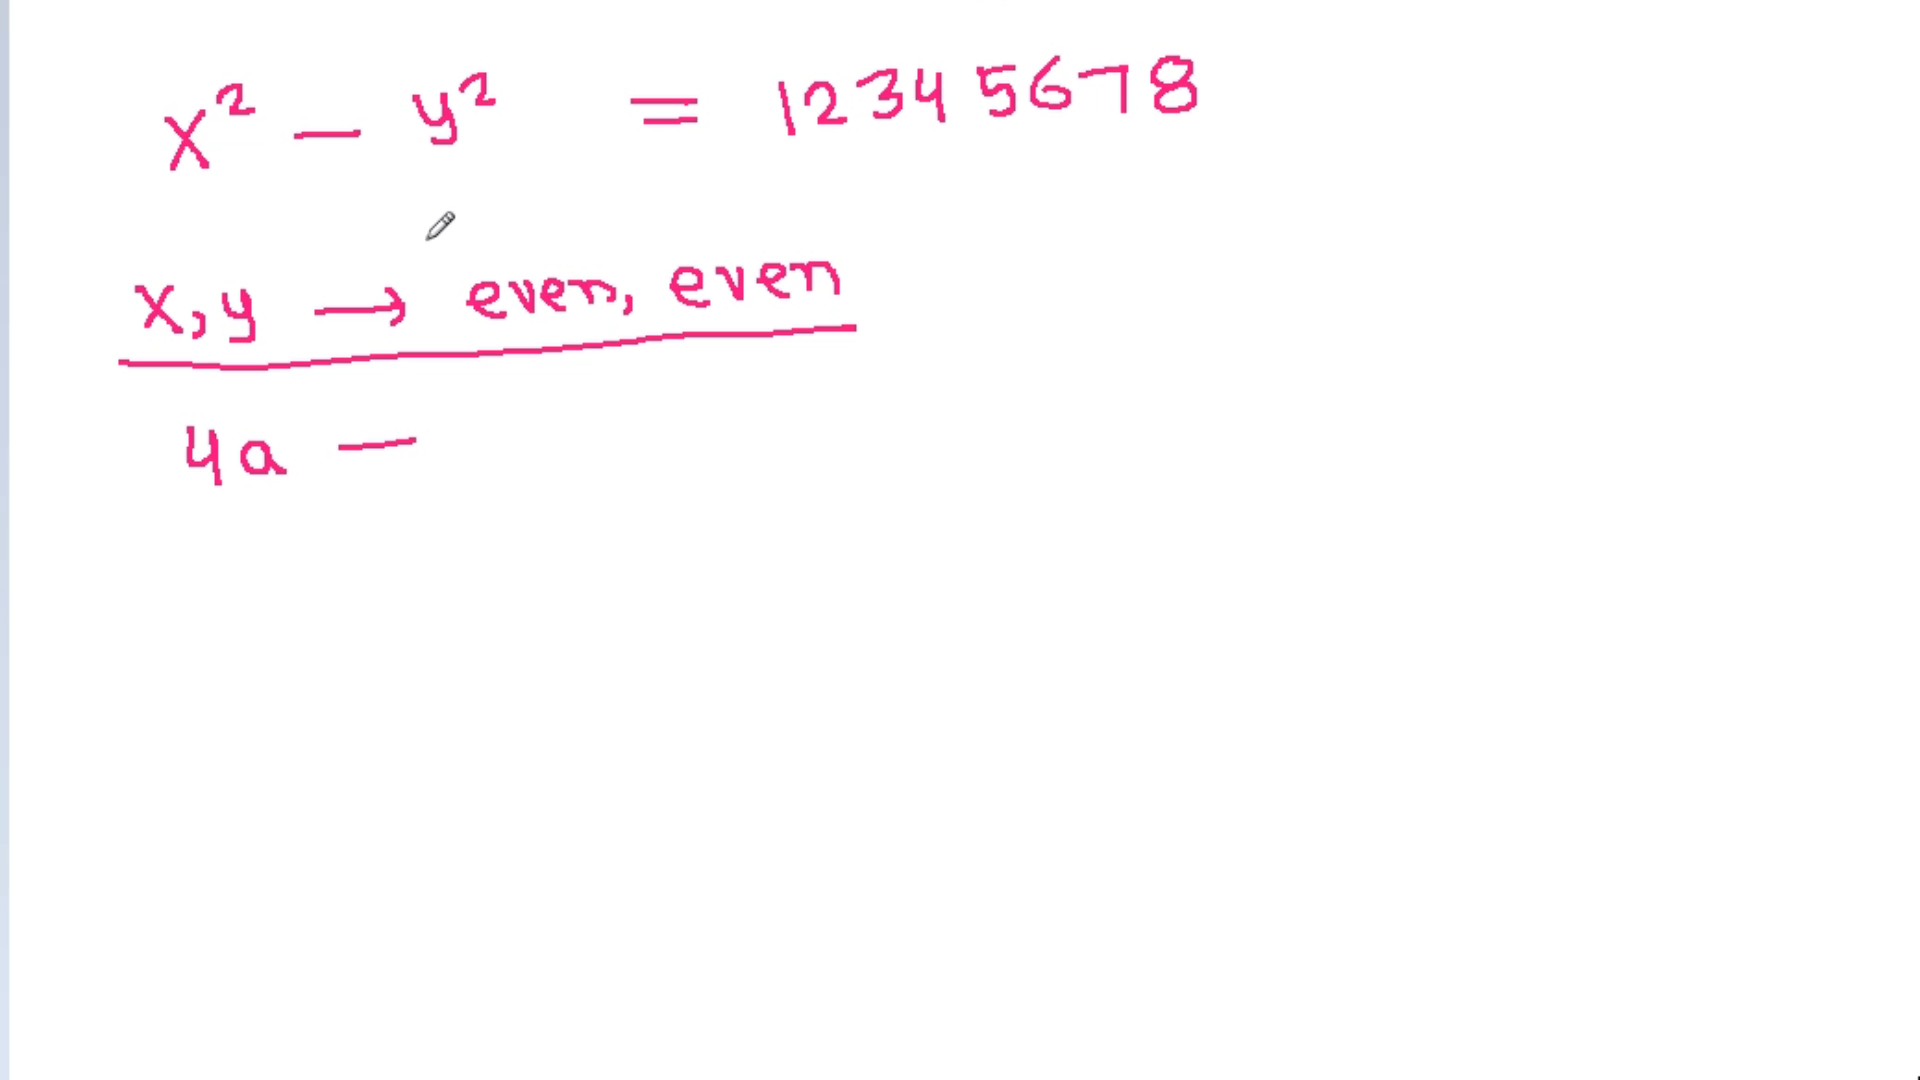 x² − y² = 12345678
x, y → even, even
4a −